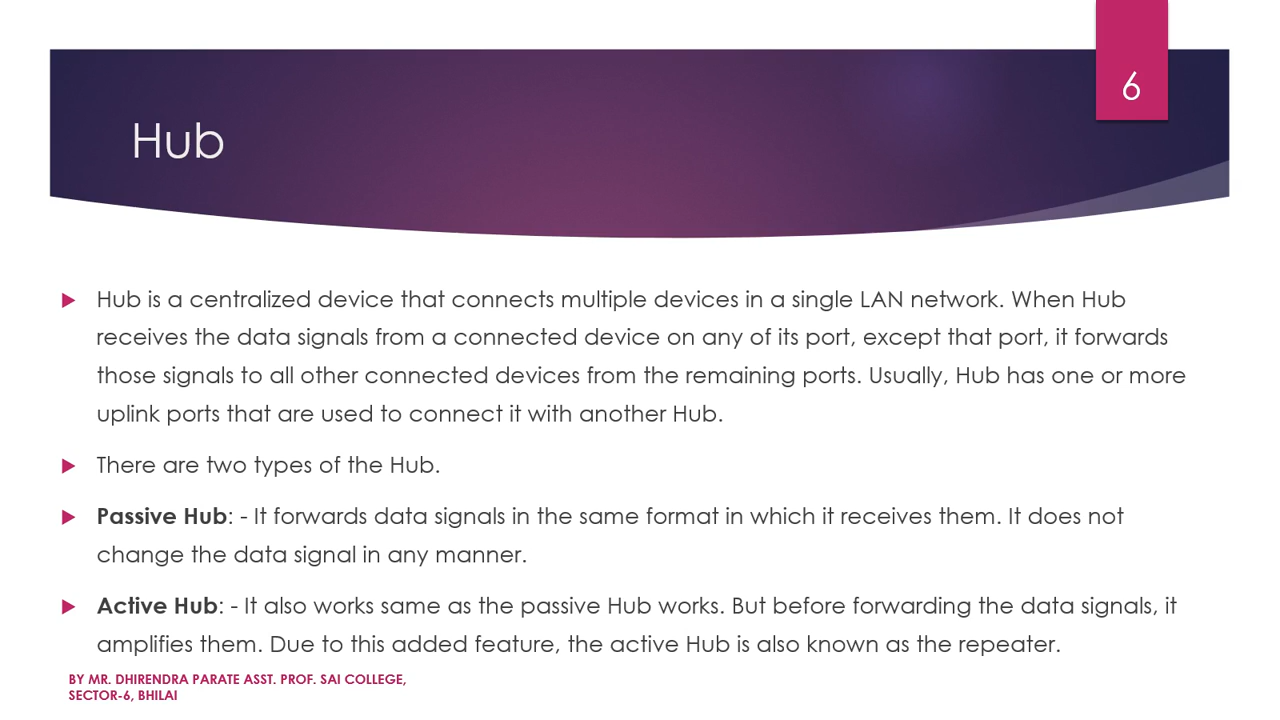 6
Hub
Hub is a centralized device that connects multiple devices in a single LAN network. When Hub
receives the data signals from a connected device on any of its port, except that port, it forwards
those signals to all other connected devices from the remaining ports. Usually, Hub has one or more
uplink ports that are used to connect it with another Hub.
There are two types of the Hub.
Passive Hub: - It forwards data signals in the same format in which it receives them. It does not
change the data signal in any manner.
Active Hub: - It also works same as the passive Hub works. But before forwarding the data signals, it
amplifies them. Due to this added feature, the active Hub is also known as the repeater.
BY MR. DHIRENDRA PARATE ASST. PROF. SAI COLLEGE,
SECTOR-6, BHILAI